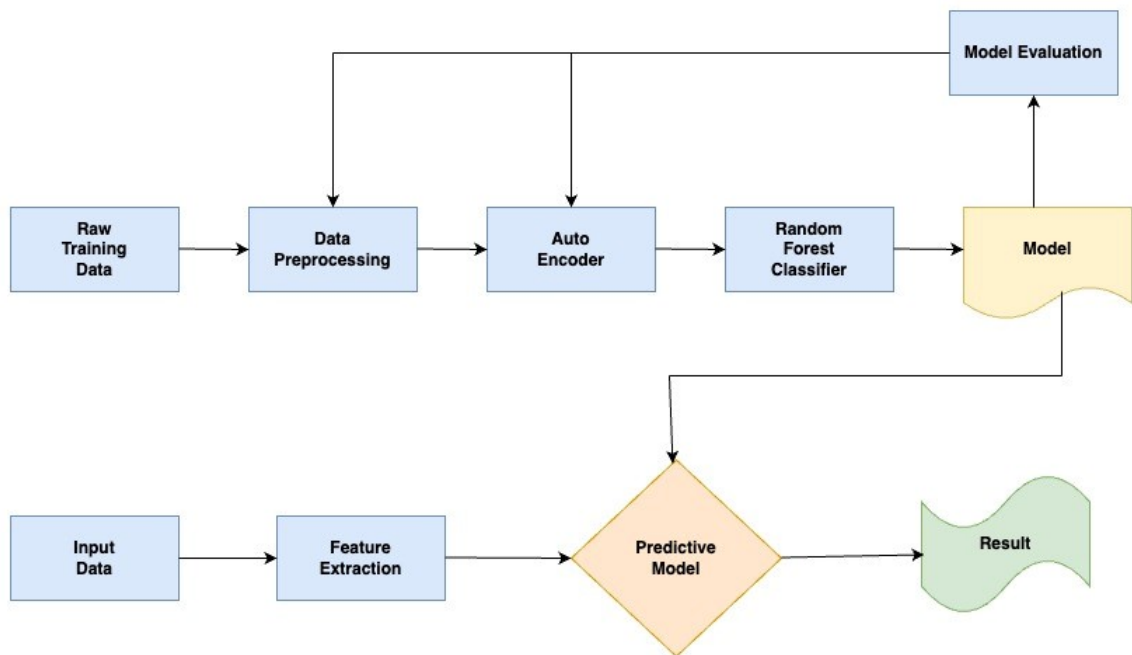 Model Evaluation
Raw
Training
Data
Data
Preprocessing
Auto
Encoder
Random
Forest
Classifier
Model
Input
Data
Feature
Extraction
Predictive
Model
Result